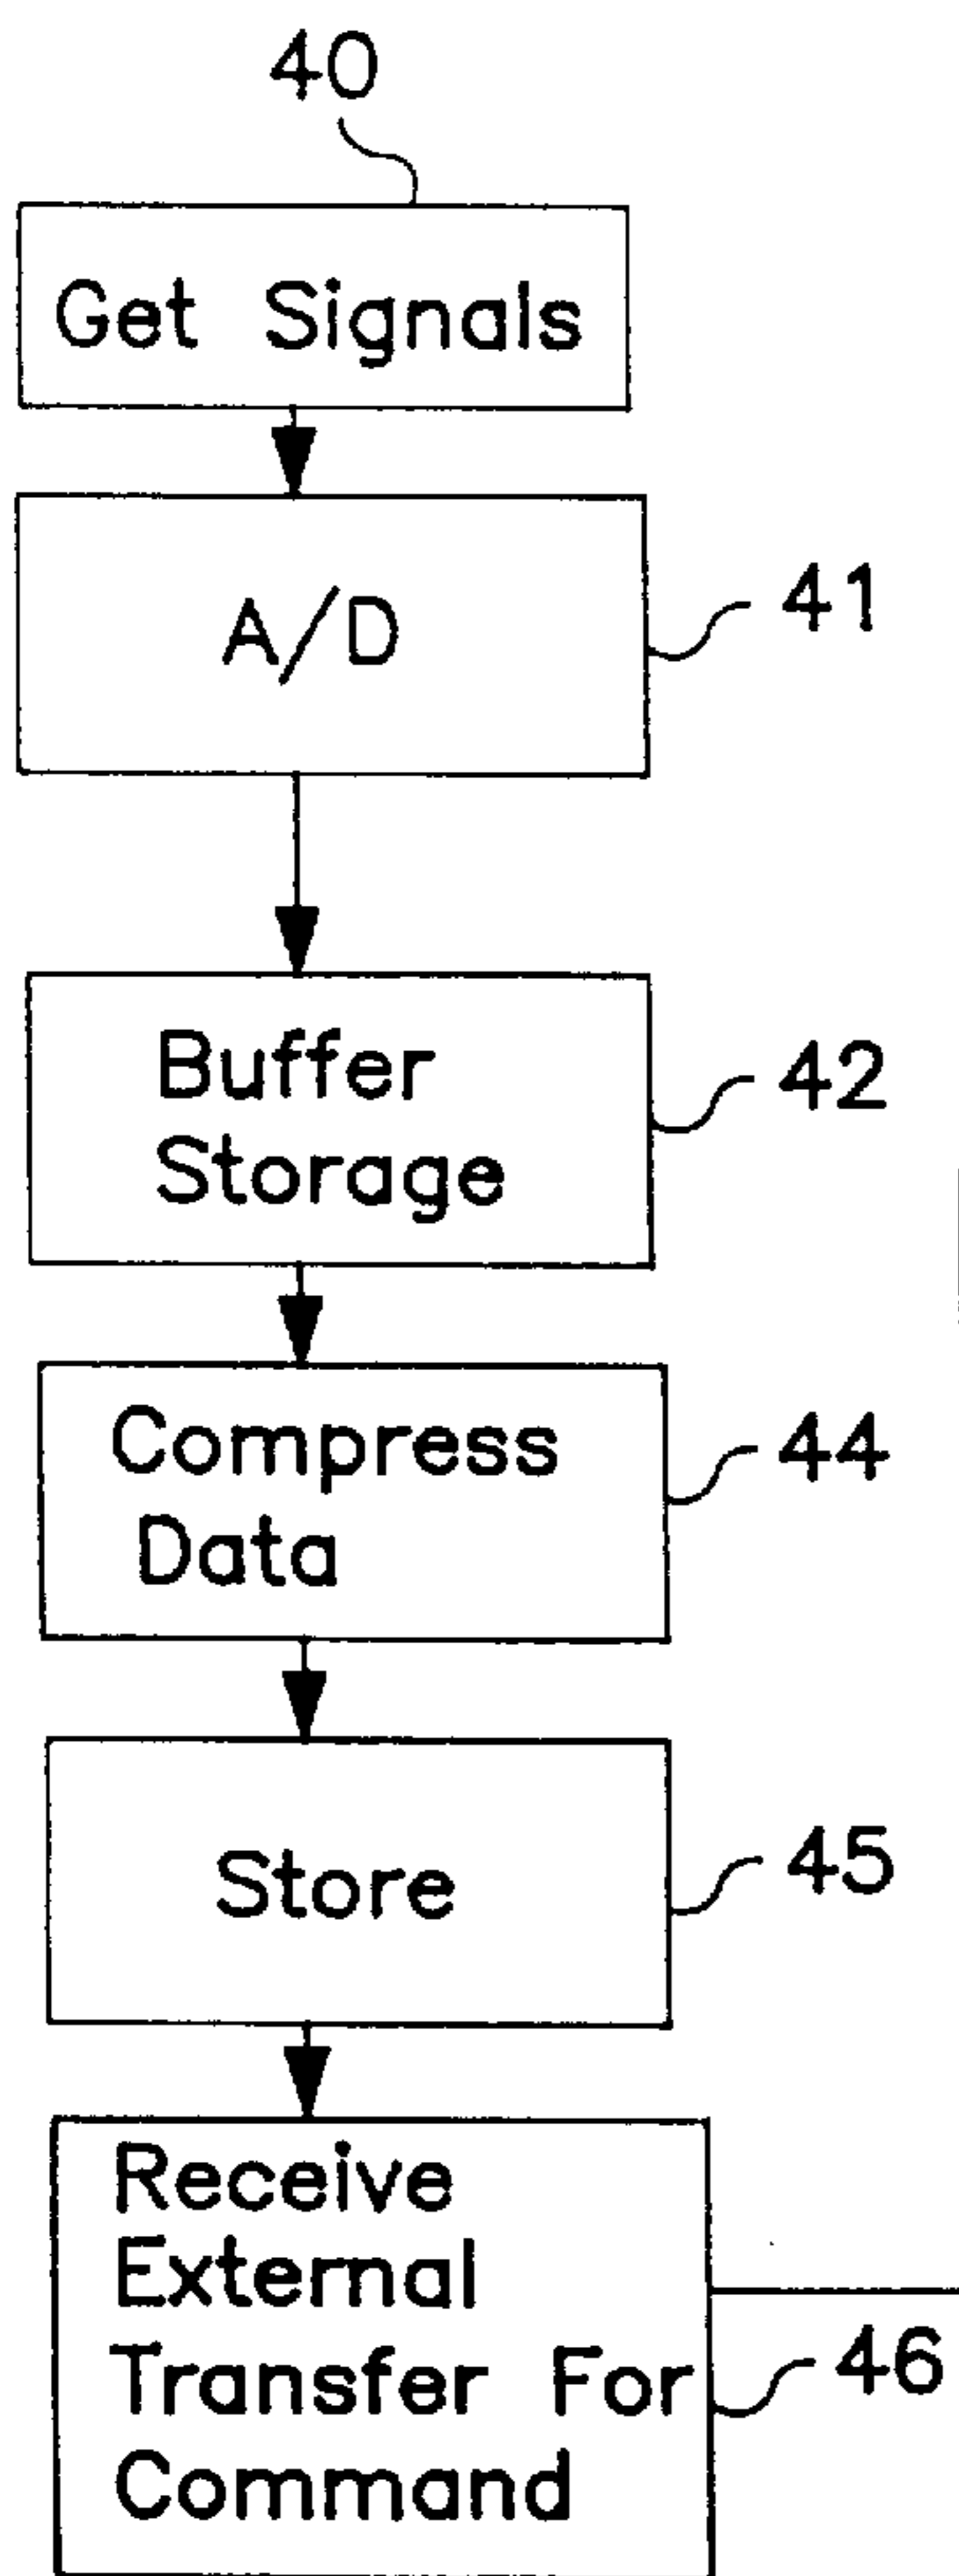 40
Get Signals
A/D
41
Buffer
Storage
42
Compress
Data
44
Store
45
Receive
External
Transfer For
Command
46